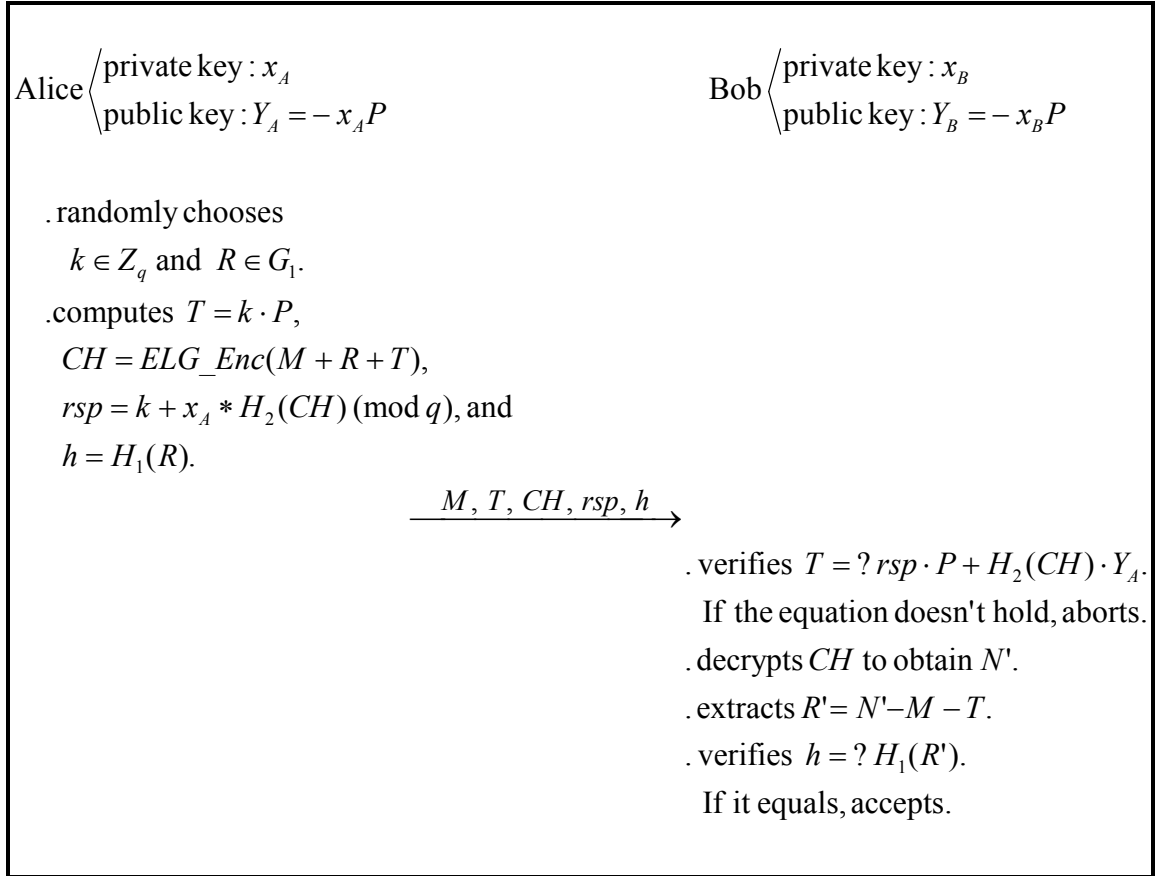 Alice private key : x_A
public key : Y_A = − x_A P
Bob private key : x_B
public key : Y_B = − x_B P
. randomly chooses
k ∈ Z_q and R ∈ G_1.
.computes T = k · P,
CH = ELG_Enc(M + R + T),
rsp = k + x_A * H_2(CH) (mod q), and
h = H_1(R).
M, T, CH, rsp, h
. verifies T = ? rsp · P + H_2(CH) · Y_A.
If the equation doesn't hold, aborts.
. decrypts CH to obtain N'.
. extracts R' = N'−M − T.
. verifies h = ? H_1(R').
If it equals, accepts.